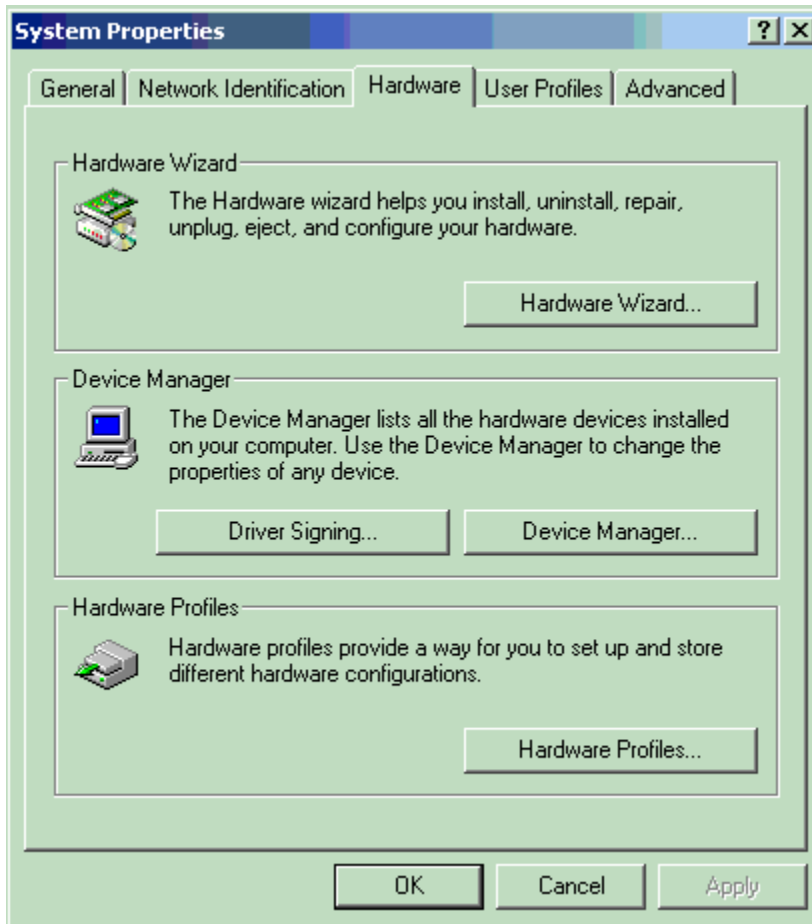 System Properties
General
Network Identification
Hardware
User Profiles
Advanced
Hardware Wizard
The Hardware wizard helps you install, uninstall, repair,
unplug, eject, and configure your hardware.
Hardware Wizard...
Device Manager
The Device Manager lists all the hardware devices installed
on your computer. Use the Device Manager to change the
properties of any device.
Driver Signing...
Device Manager...
Hardware Profiles
Hardware profiles provide a way for you to set up and store
different hardware configurations.
Hardware Profiles...
OK
Cancel
Apply